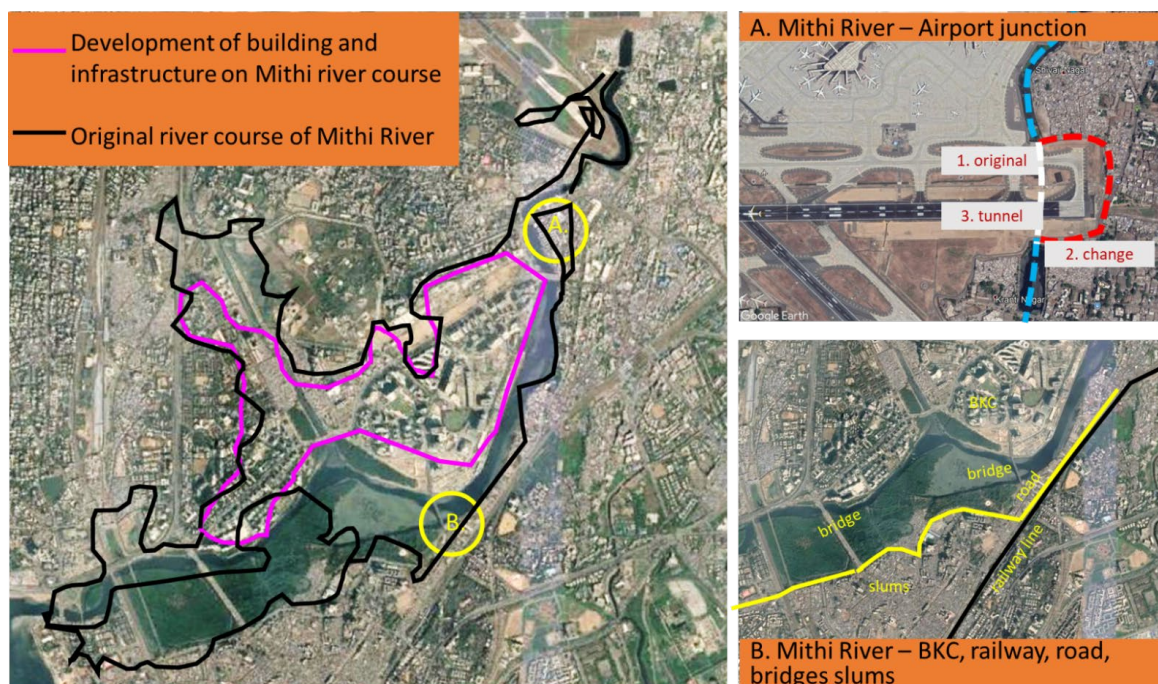 Development of building and
infrastructure on Mithi river course
Original river course of Mithi River
A.
B.
A. Mithi River – Airport junction
Shivaji Nagar
1. original
3. tunnel
2. change
Kranti Nagar
Google Earth
BKC
bridge
road
bridge
railway line
slums
B. Mithi River – BKC, railway, road,
bridges slums